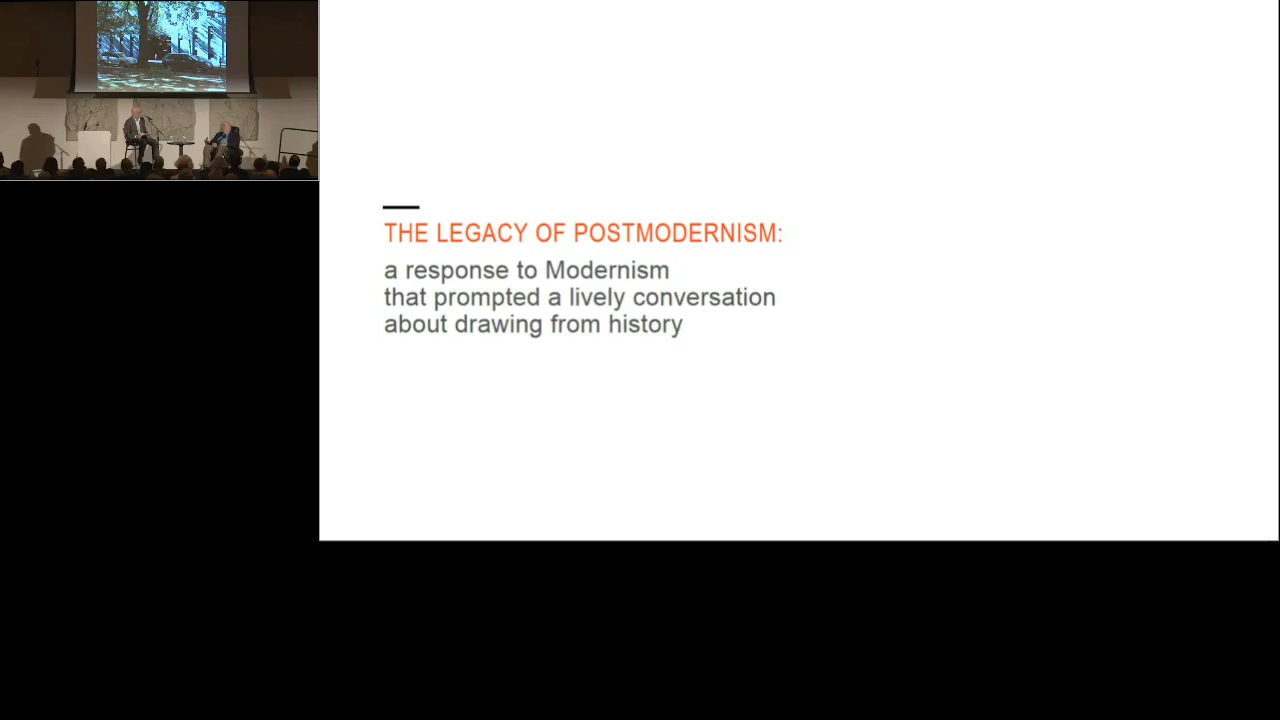 THE LEGACY OF POSTMODERNISM:
a response to Modernism
that prompted a lively conversation
about drawing from history